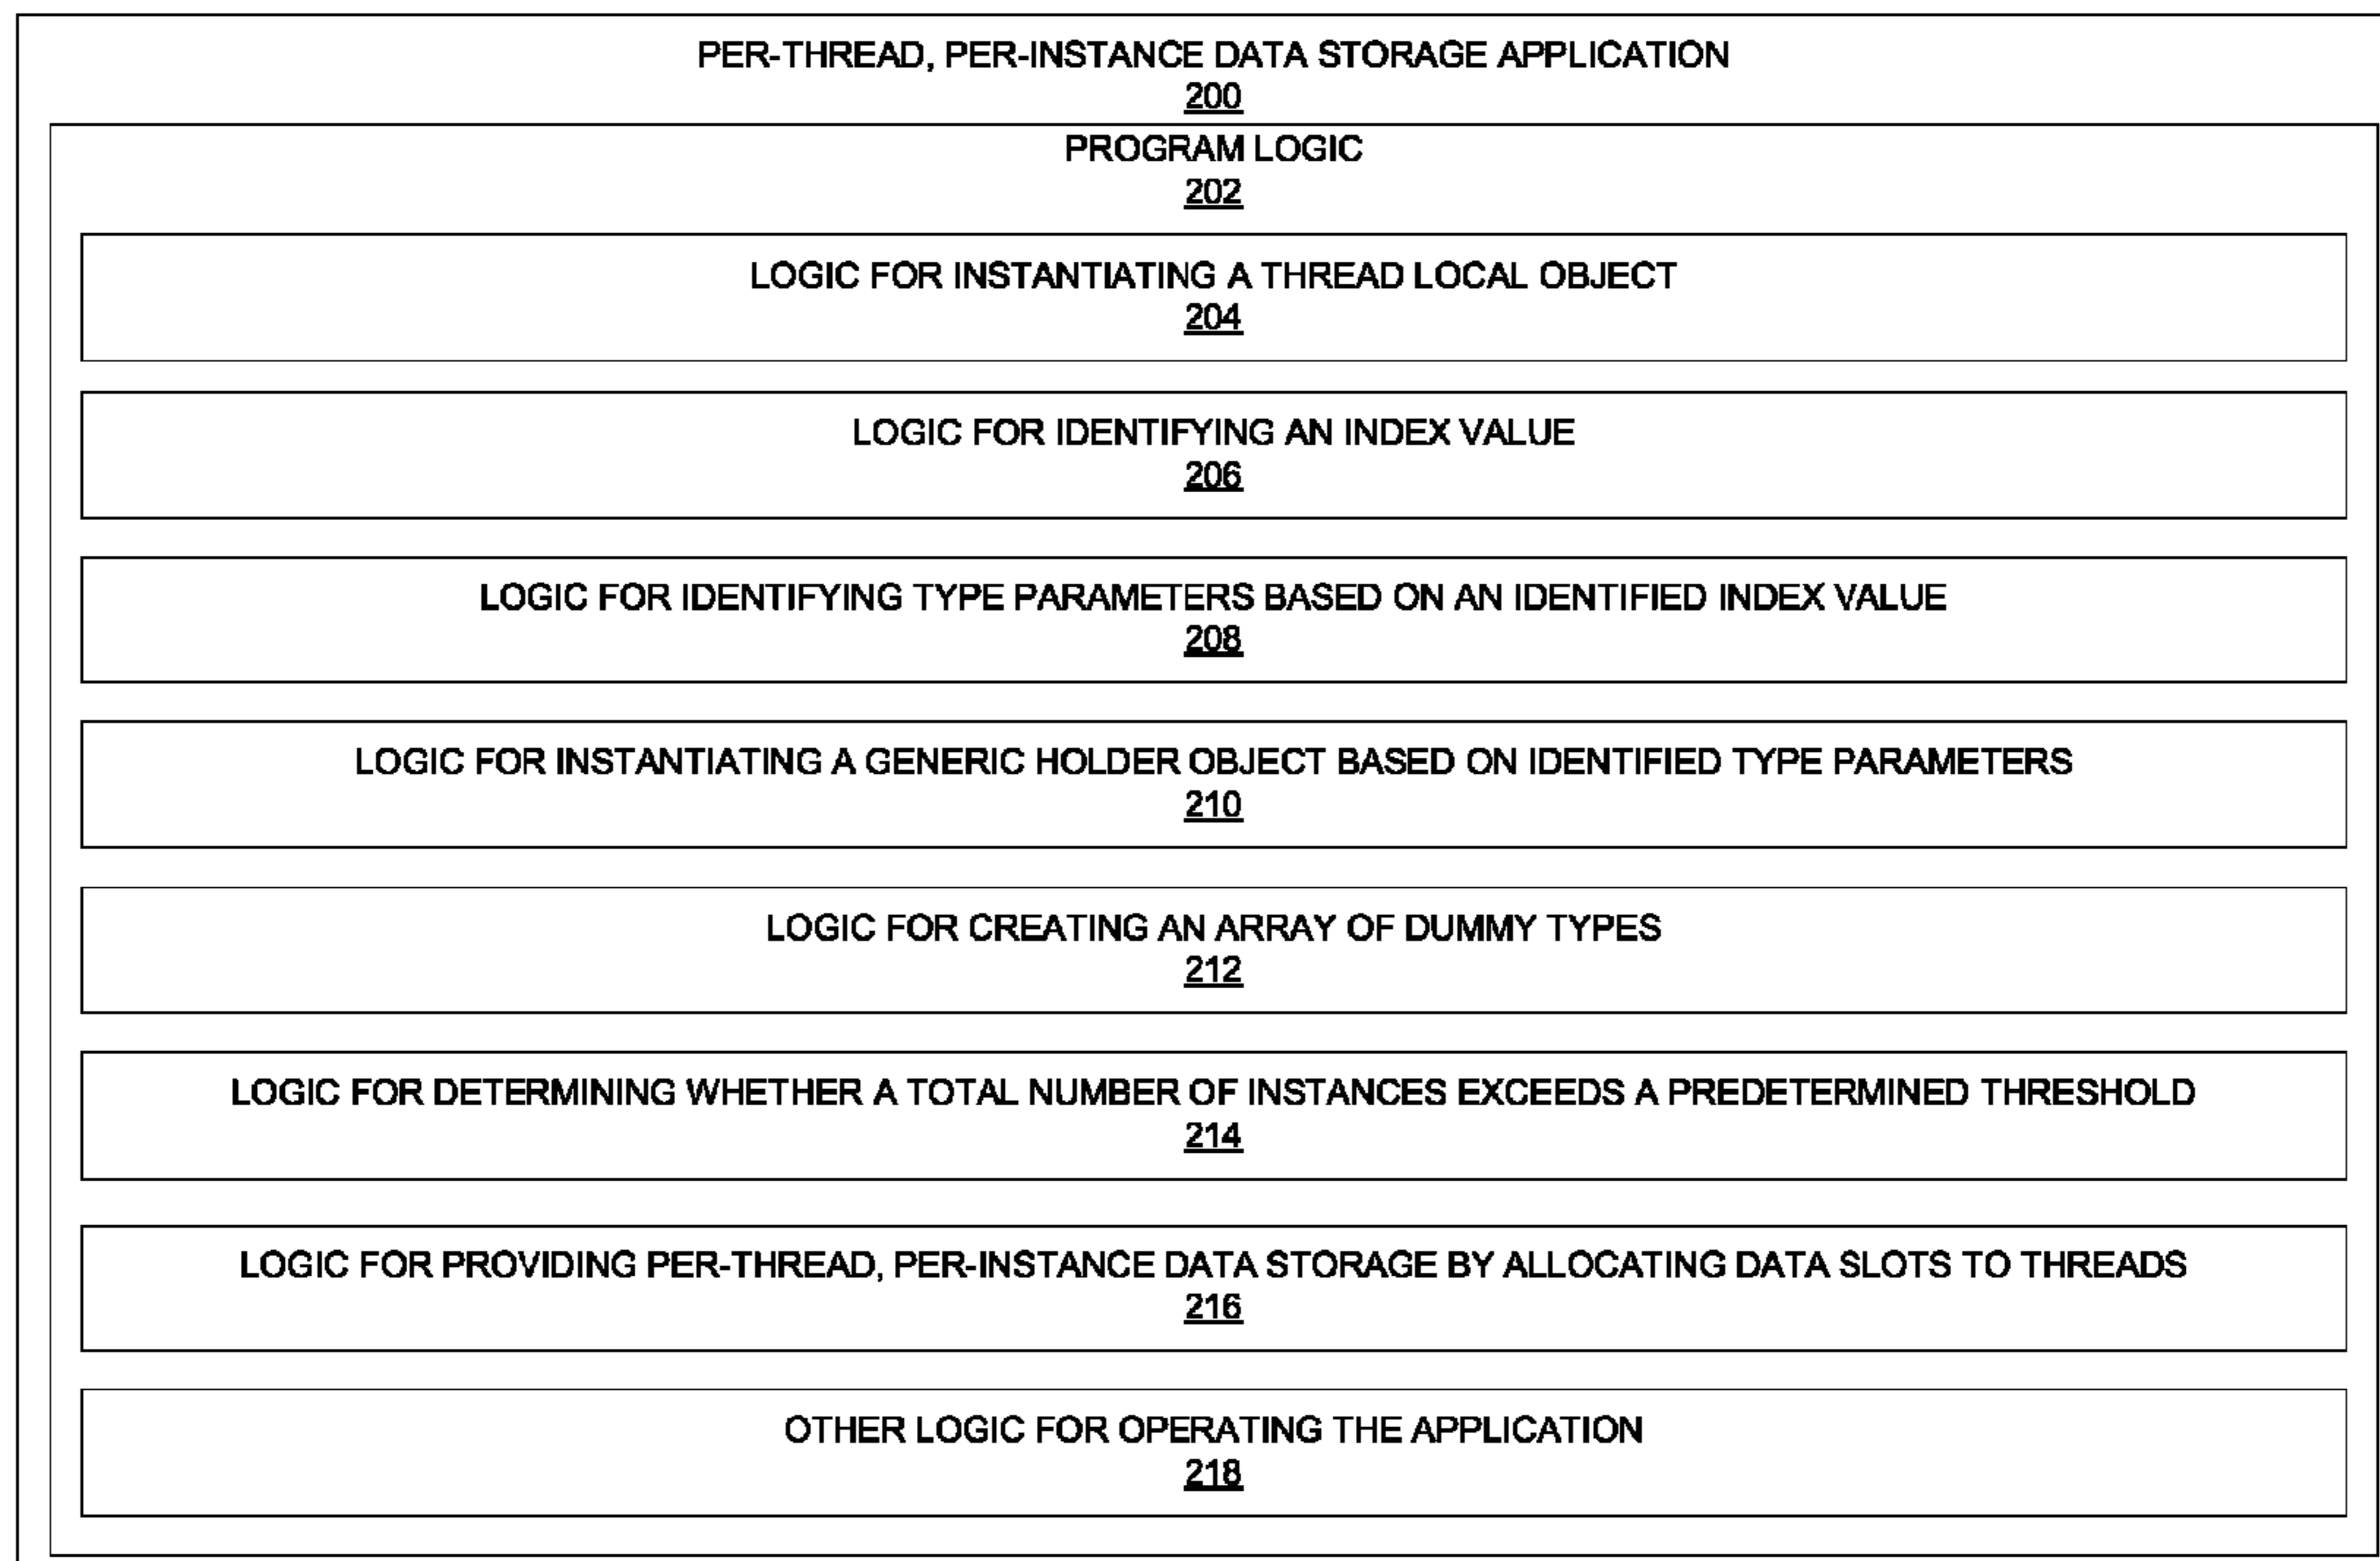 PER-THREAD, PER-INSTANCE DATA STORAGE APPLICATION
200
PROGRAM LOGIC
202
LOGIC FOR INSTANTIATING A THREAD LOCAL OBJECT
204
LOGIC FOR IDENTIFYING AN INDEX VALUE
206
LOGIC FOR IDENTIFYING TYPE PARAMETERS BASED ON AN IDENTIFIED INDEX VALUE
208
LOGIC FOR INSTANTIATING A GENERIC HOLDER OBJECT BASED ON IDENTIFIED TYPE PARAMETERS
210
LOGIC FOR CREATING AN ARRAY OF DUMMY TYPES
212
LOGIC FOR DETERMINING WHETHER A TOTAL NUMBER OF INSTANCES EXCEEDS A PREDETERMINED THRESHOLD
214
LOGIC FOR PROVIDING PER-THREAD, PER-INSTANCE DATA STORAGE BY ALLOCATING DATA SLOTS TO THREADS
216
OTHER LOGIC FOR OPERATING THE APPLICATION
218